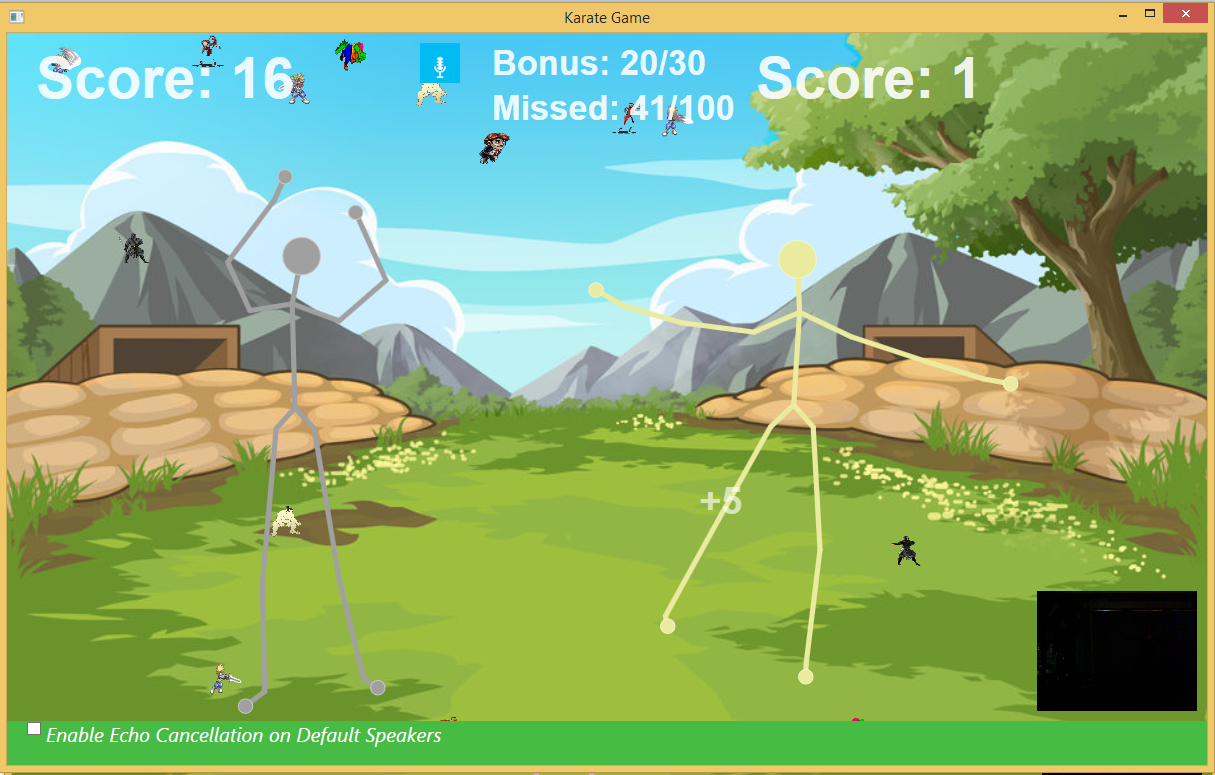 Karate Game
Score: 16
Bonus: 20/30
Missed: 41/100
Score: 1
+5
Enable Echo Cancellation on Default Speakers